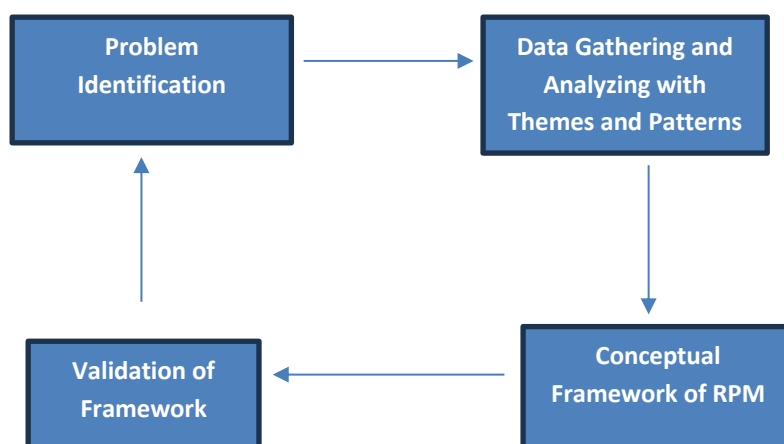 Problem
Identification
Data Gathering and
Analyzing with
Themes and Patterns
Conceptual
Framework of RPM
Validation of
Framework